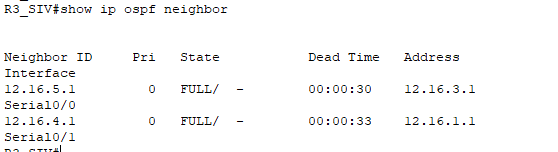 R3_SIV#show ip ospf neighbor
Neighbor ID     Pri   State           Dead Time   Address
Interface
12.16.5.1         0   FULL/  -        00:00:30    12.16.3.1
Serial0/0
12.16.4.1         0   FULL/  -        00:00:33    12.16.1.1
Serial0/1
R3_SIV#